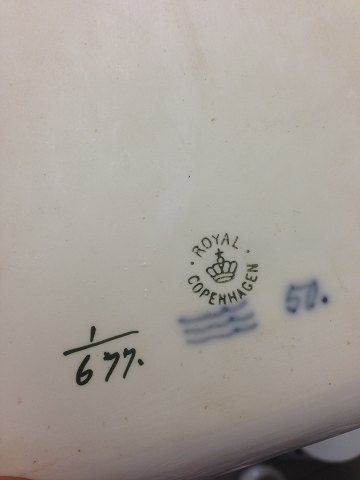 ROYAL
COPENHAGEN
50.
1
677.